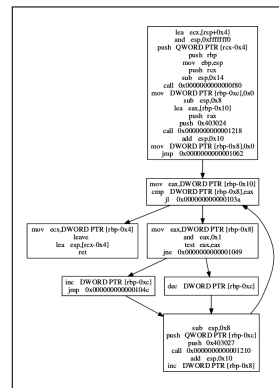 lea ecx,[rsp+0x4]
and esp,0xfffffff0
push QWORD PTR [rcx-0x4]
push rbp
mov ebp,esp
push rcx
sub esp,0x14
call 0x0000000000000f80
mov DWORD PTR [rbp-0xc],0x0
sub esp,0x8
lea eax,[rbp-0x10]
push rax
push 0x403024
call 0x0000000000001218
add esp,0x10
mov DWORD PTR [rbp-0x8],0x0
jmp 0x0000000000001062
mov eax,DWORD PTR [rbp-0x10]
cmp DWORD PTR [rbp-0x8],eax
jl 0x000000000000103a
mov ecx,DWORD PTR [rbp-0x4]
leave
lea esp,[rcx-0x4]
ret
mov eax,DWORD PTR [rbp-0x8]
and eax,0x1
test eax,eax
jne 0x0000000000001049
inc DWORD PTR [rbp-0xc]
jmp 0x000000000000104c
dec DWORD PTR [rbp-0xc]
sub esp,0x8
push QWORD PTR [rbp-0xc]
push 0x403027
call 0x0000000000001210
add esp,0x10
inc DWORD PTR [rbp-0x8]